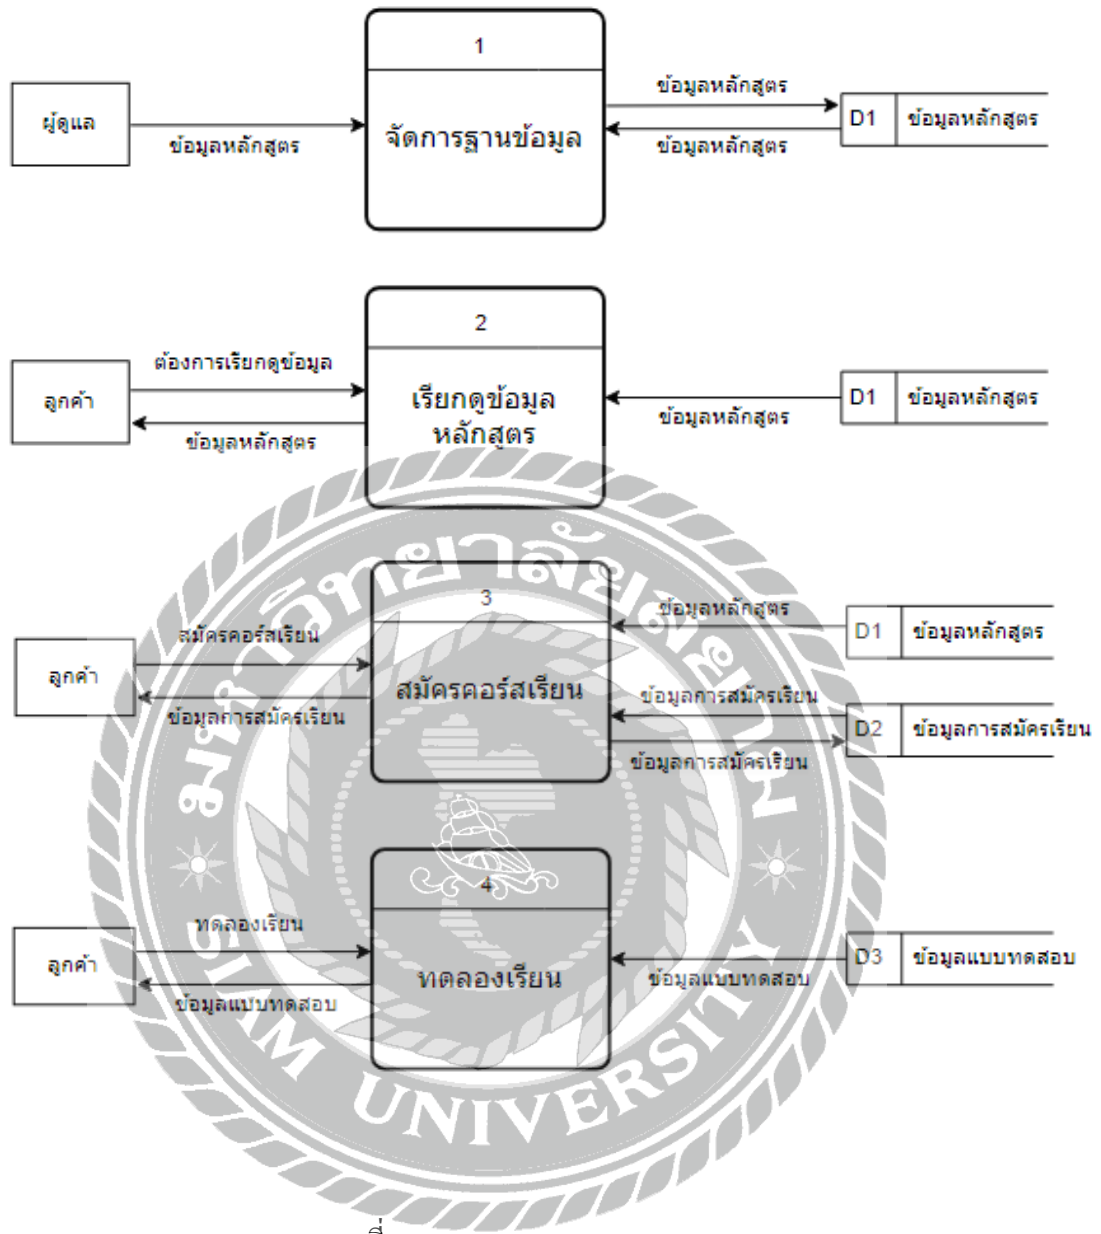 1
ผู้ดูแล
ข้อมูลหลักสูตร
จัดการฐานข้อมูล
ข้อมูลหลักสูตร
ข้อมูลหลักสูตร
D1
ข้อมูลหลักสูตร
2
ลูกค้า
ต้องการเรียกดูข้อมูล
ข้อมูลหลักสูตร
เรียกดูข้อมูล
หลักสูตร
ข้อมูลหลักสูตร
D1
ข้อมูลหลักสูตร
มหาวิทยาลัยสยาม
3
ลูกค้า
สมัครคอร์สเรียน
ข้อมูลการสมัครเรียน
สมัครคอร์สเรียน
ข้อมูลหลักสูตร
D1
ข้อมูลหลักสูตร
ข้อมูลการสมัครเรียน
ข้อมูลการสมัครเรียน
D2
ข้อมูลการสมัครเรียน
4
ลูกค้า
ทดลองเรียน
ข้อมูลแบบทดสอบ
ทดลองเรียน
ข้อมูลแบบทดสอบ
D3
ข้อมูลแบบทดสอบ
SIAM UNIVERSITY